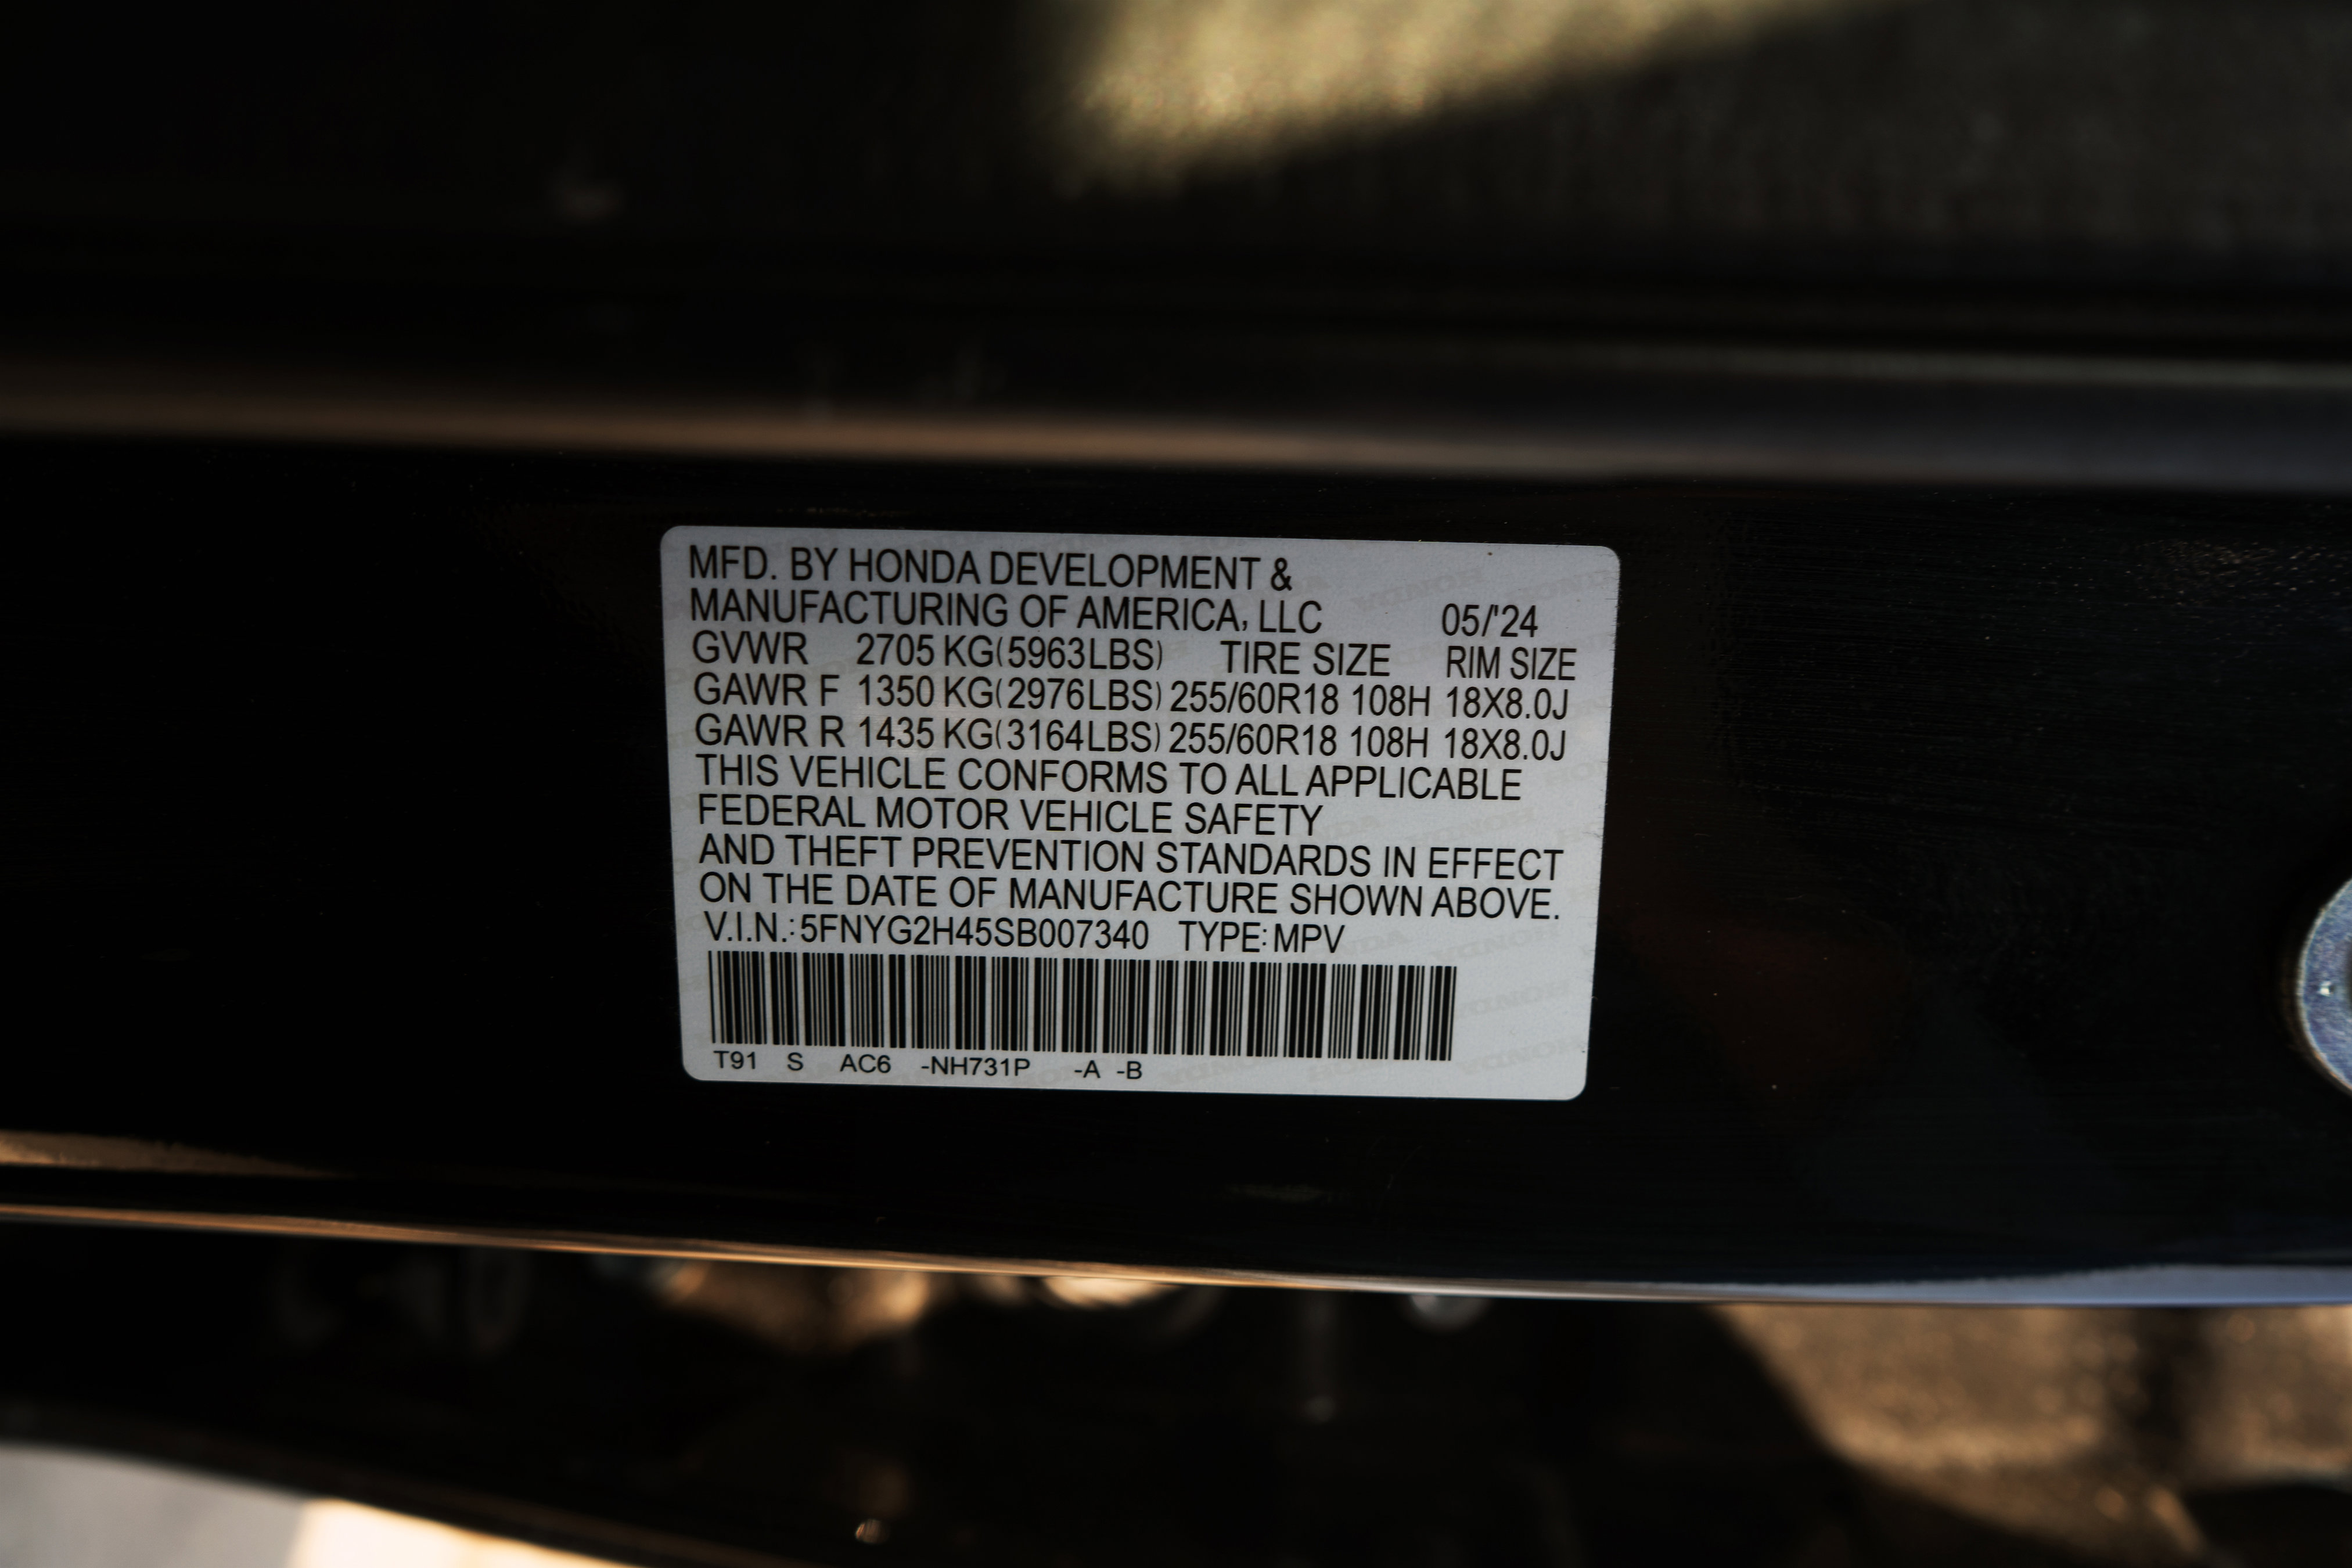 MFD. BY HONDA DEVELOPMENT &
MANUFACTURING OF AMERICA, LLC 05/'24
GVWR 2705 KG(5963LBS) TIRE SIZE RIM SIZE
GAWR F 1350 KG(2976LBS) 255/60R18 108H 18X8.0J
GAWR R 1435 KG(3164LBS) 255/60R18 108H 18X8.0J
THIS VEHICLE CONFORMS TO ALL APPLICABLE
FEDERAL MOTOR VEHICLE SAFETY
AND THEFT PREVENTION STANDARDS IN EFFECT
ON THE DATE OF MANUFACTURE SHOWN ABOVE.
V.I.N.: 5FNYG2H45SB007340 TYPE: MPV
T91 S AC6 -NH731P -A -B